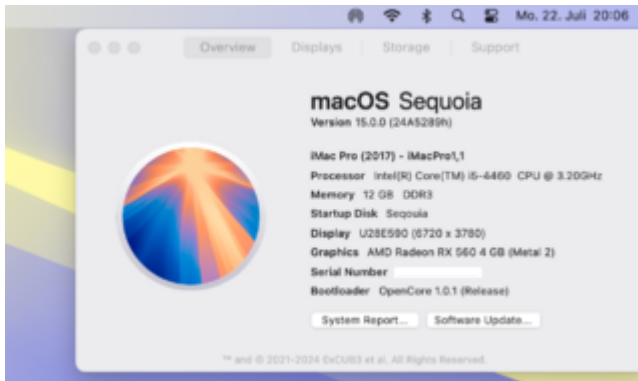 Mo. 22. Juli 20:06
Overview Displays Storage Support
macOS Sequoia
Version 15.0.0 (24A5289h)
iMac Pro (2017) - iMacPro1,1
Processor Intel(R) Core(TM) i5-4460 CPU @ 3.20GHz
Memory 12 GB DDR3
Startup Disk Seqouia
Display U28E590 (6720 x 3780)
Graphics AMD Radeon RX 560 4 GB (Metal 2)
Serial Number
Bootloader OpenCore 1.0.1 (Release)
System Report... Software Update...
™ and © 2021-2024 ExCUB3 et al. All Rights Reserved.